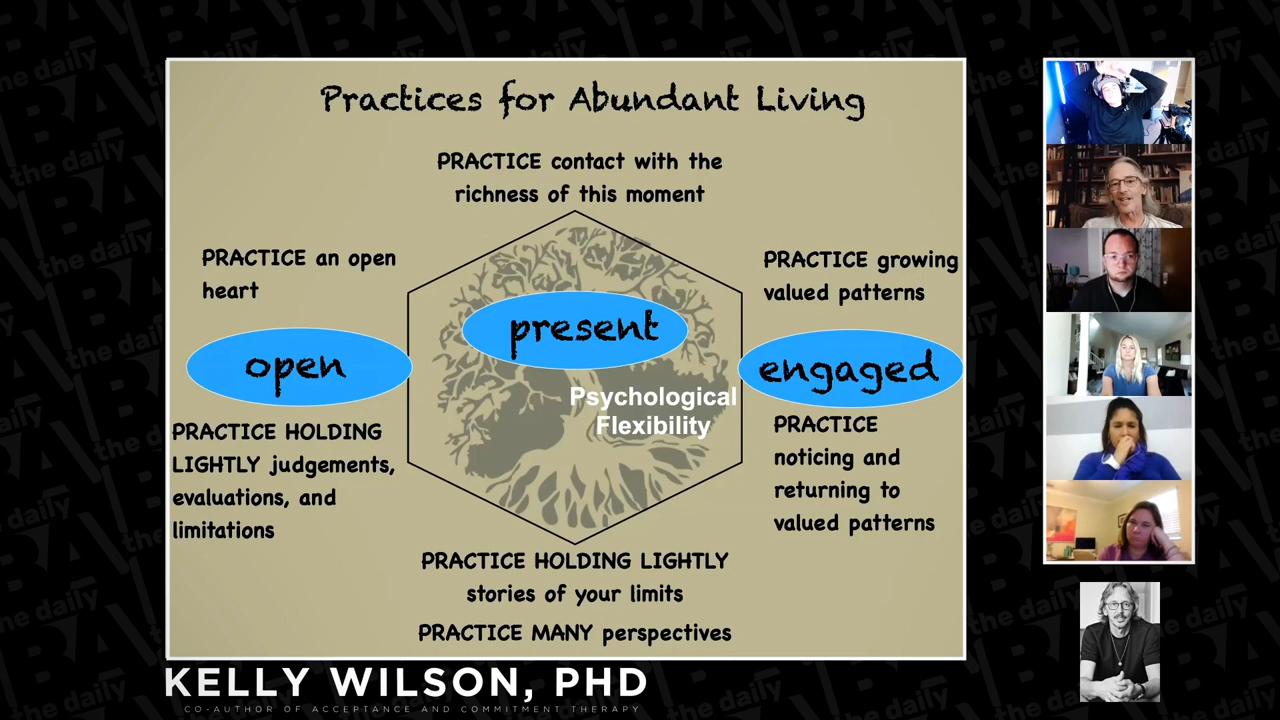 Practices for Abundant Living
PRACTICE contact with the
richness of this moment
PRACTICE an open
heart
PRACTICE growing
valued patterns
present
open
engaged
Psychological
Flexibility
PRACTICE HOLDING
LIGHTLY judgements,
evaluations, and
limitations
PRACTICE
noticing and
returning to
valued patterns
PRACTICE HOLDING LIGHTLY
stories of your limits
PRACTICE MANY perspectives
KELLY WILSON, PHD
CO-AUTHOR OF ACCEPTANCE AND COMMITMENT THERAPY
the daily
BA